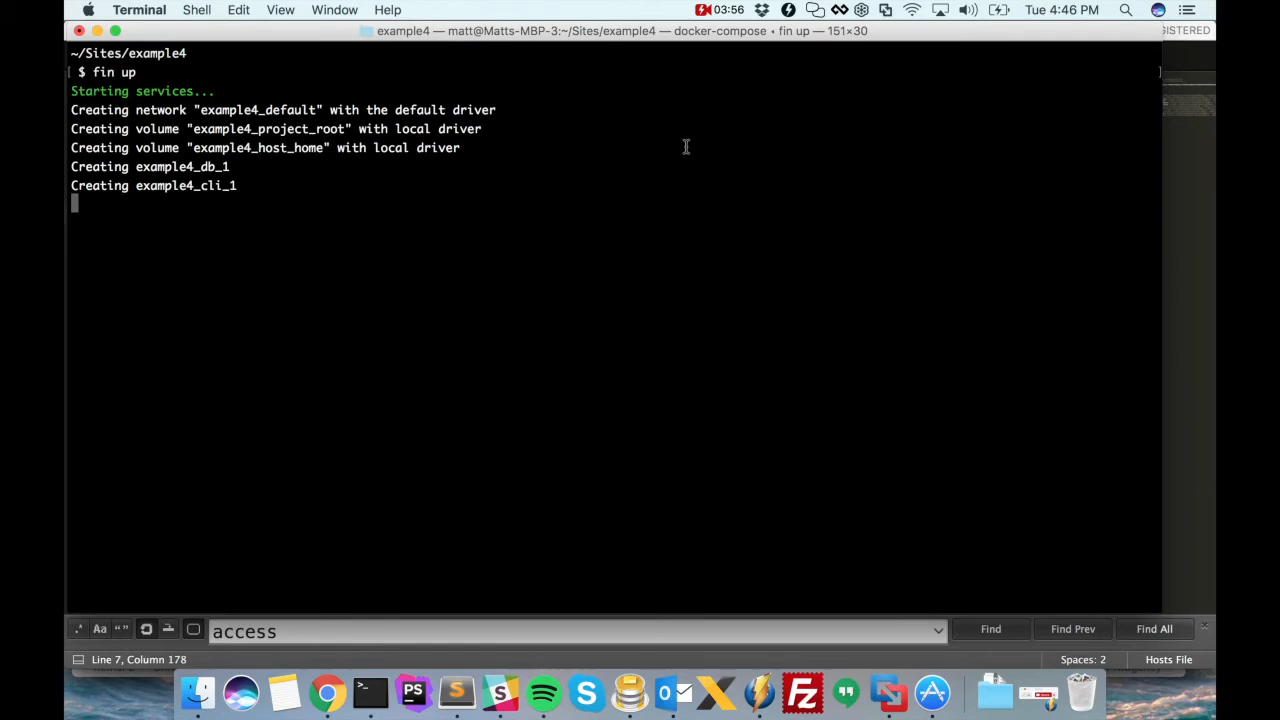 Terminal Shell Edit View Window Help 03:56 Tue 4:46 PM
example4 — matt@Matts-MBP-3:~/Sites/example4 — docker-compose ◂ fin up — 151×30 ISTERED
~/Sites/example4
[ $ fin up ]
Starting services...
Creating network "example4_default" with the default driver
Creating volume "example4_project_root" with local driver
Creating volume "example4_host_home" with local driver
Creating example4_db_1
Creating example4_cli_1
.* Aa “” access Find Find Prev Find All
Line 7, Column 178 Spaces: 2 Hosts File